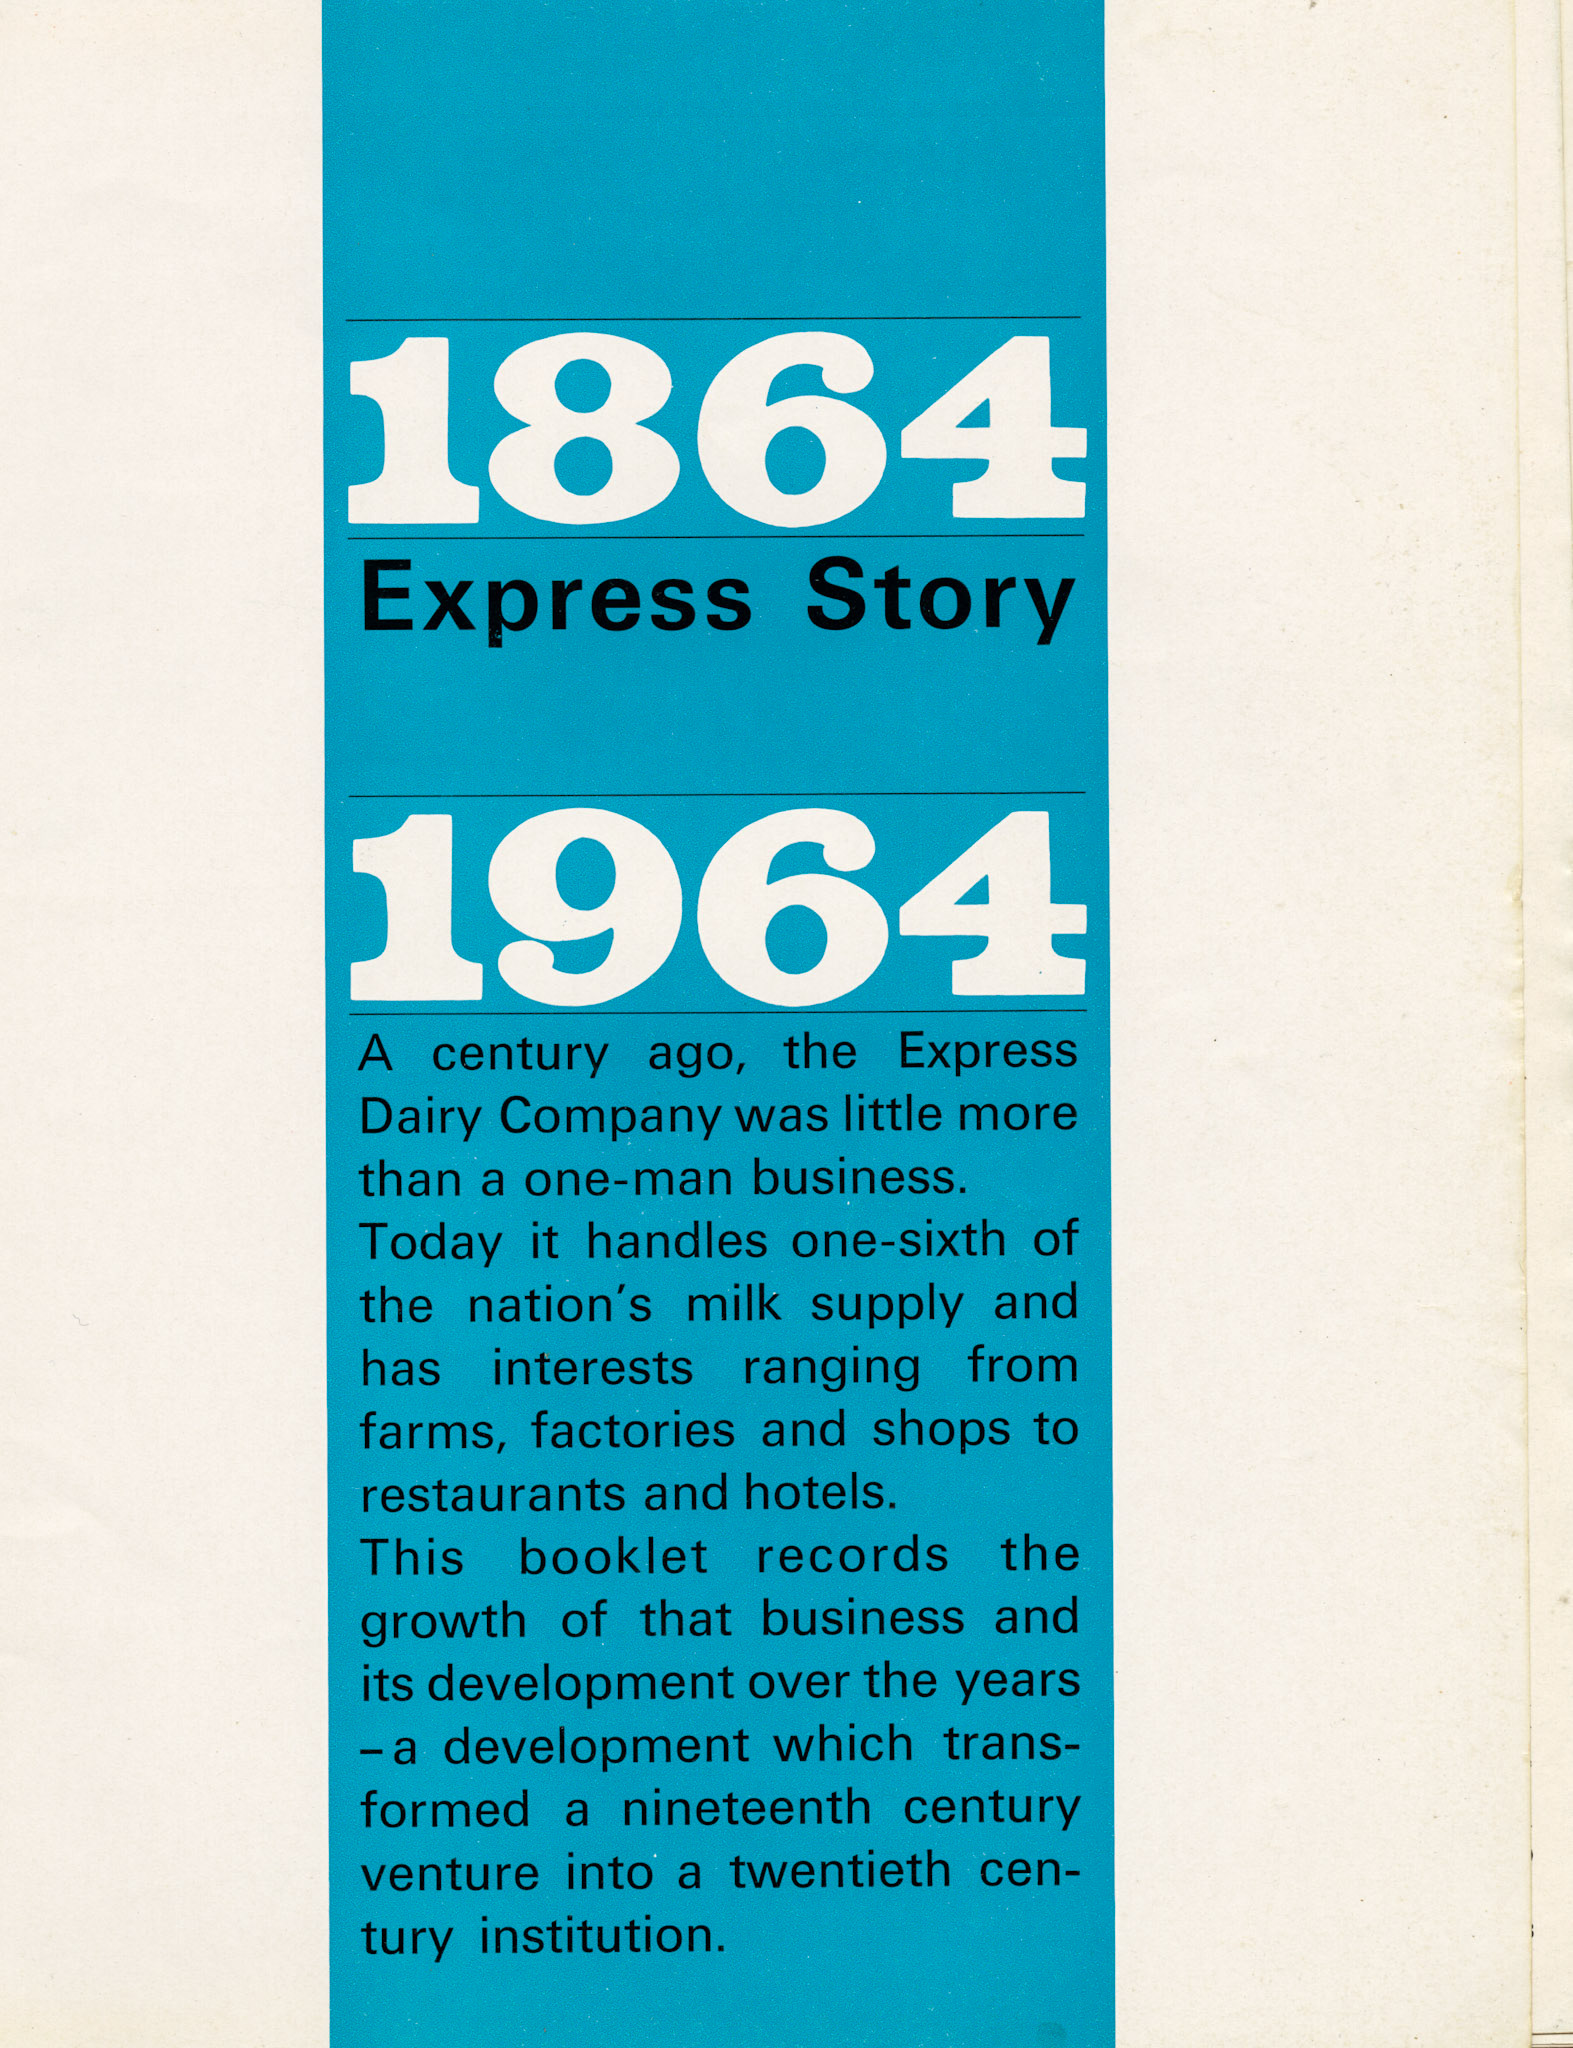 1864
Express Story
1964
A century ago, the Express
Dairy Company was little more
than a one-man business.
Today it handles one-sixth of
the nation's milk supply and
has interests ranging from
farms, factories and shops to
restaurants and hotels.
This booklet records the
growth of that business and
its development over the years
– a development which trans-
formed a nineteenth century
venture into a twentieth cen-
tury institution.